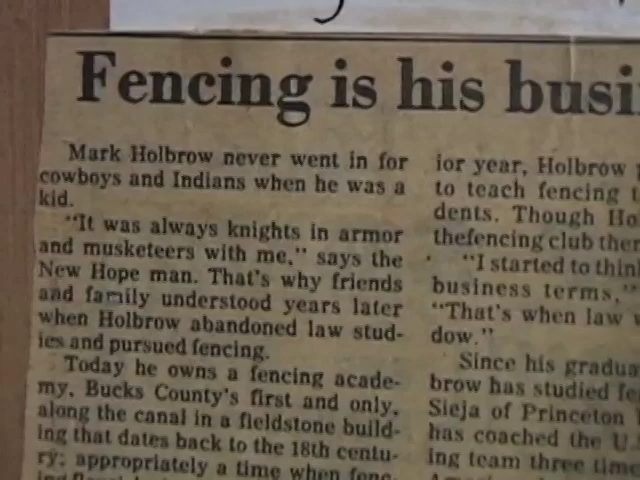 Fencing is his busi
Mark Holbrow never went in for
cowboys and Indians when he was a
kid.
"It was always knights in armor
and musketeers with me," says the
New Hope man. That's why friends
and family understood years later
when Holbrow abandoned law stud-
ies and pursued fencing.
Today he owns a fencing acade-
my, Bucks County's first and only,
along the canal in a fieldstone build-
ing that dates back to the 18th centu-
ry; appropriately a time when fenc-
ior year, Holbrow
to teach fencing t
dents. Though Ho
thefencing club ther
"I started to thin
business terms,"
"That's when law
dow."
Since his gradua
brow has studied fe
Sieja of Princeton
has coached the U.
ing team three time